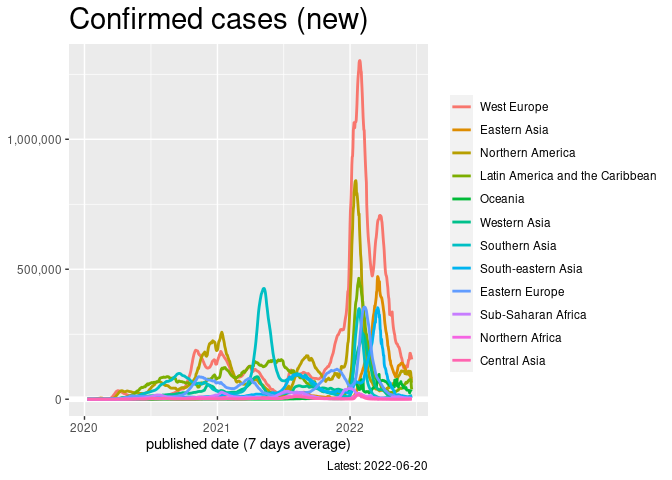 Confirmed cases (new)
1,000,000
500,000
0
2020
2021
2022
published date (7 days average)
Latest: 2022-06-20
West Europe
Eastern Asia
Northern America
Latin America and the Caribbean
Oceania
Western Asia
Southern Asia
South-eastern Asia
Eastern Europe
Sub-Saharan Africa
Northern Africa
Central Asia